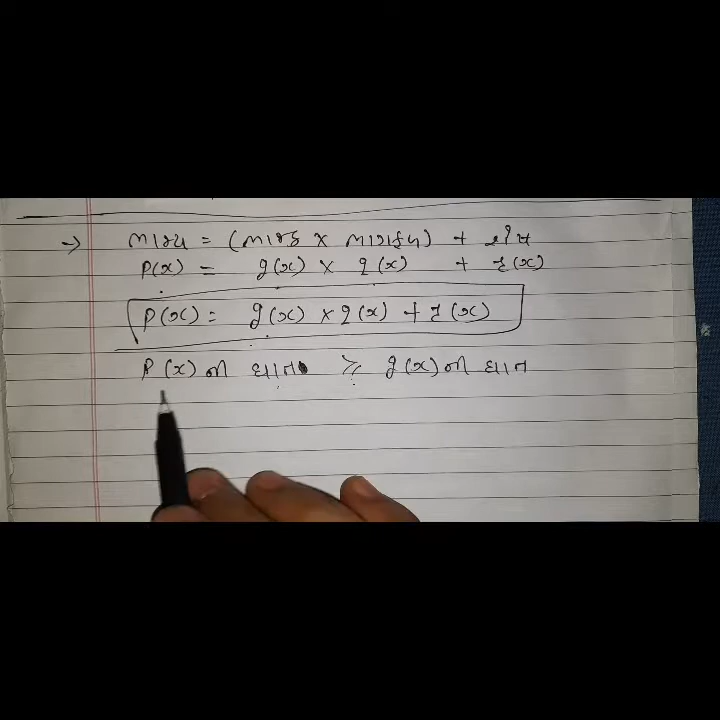 → ભાજ્ય = (ભાજક × ભાગફળ) + શેષ
P(x) = g(x) × q(x) + r(x)
P(x) = g(x) × q(x) + r(x)
P(x) ની ઘાત ≥ g(x) ની ઘાત